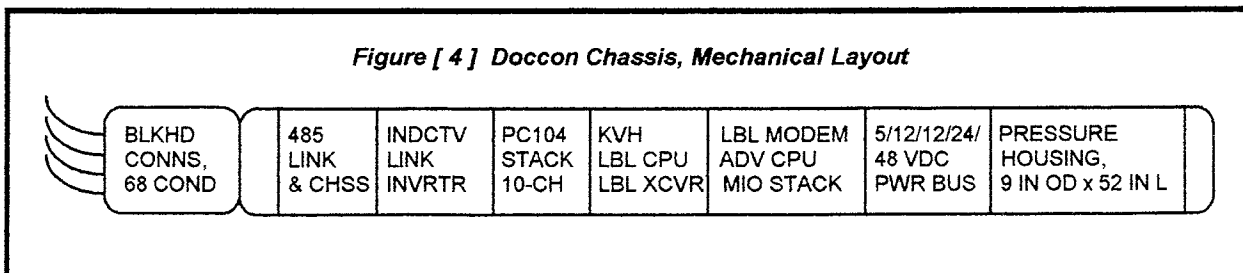 Figure [ 4 ] Doccon Chassis, Mechanical Layout
BLKHD
CONNS,
68 COND
485
LINK
& CHSS
INDCTV
LINK
INVRTR
PC104
STACK
10-CH
KVH
LBL CPU
LBL XCVR
LBL MODEM
ADV CPU
MIO STACK
5/12/12/24/
48 VDC
PWR BUS
PRESSURE
HOUSING,
9 IN OD x 52 IN L